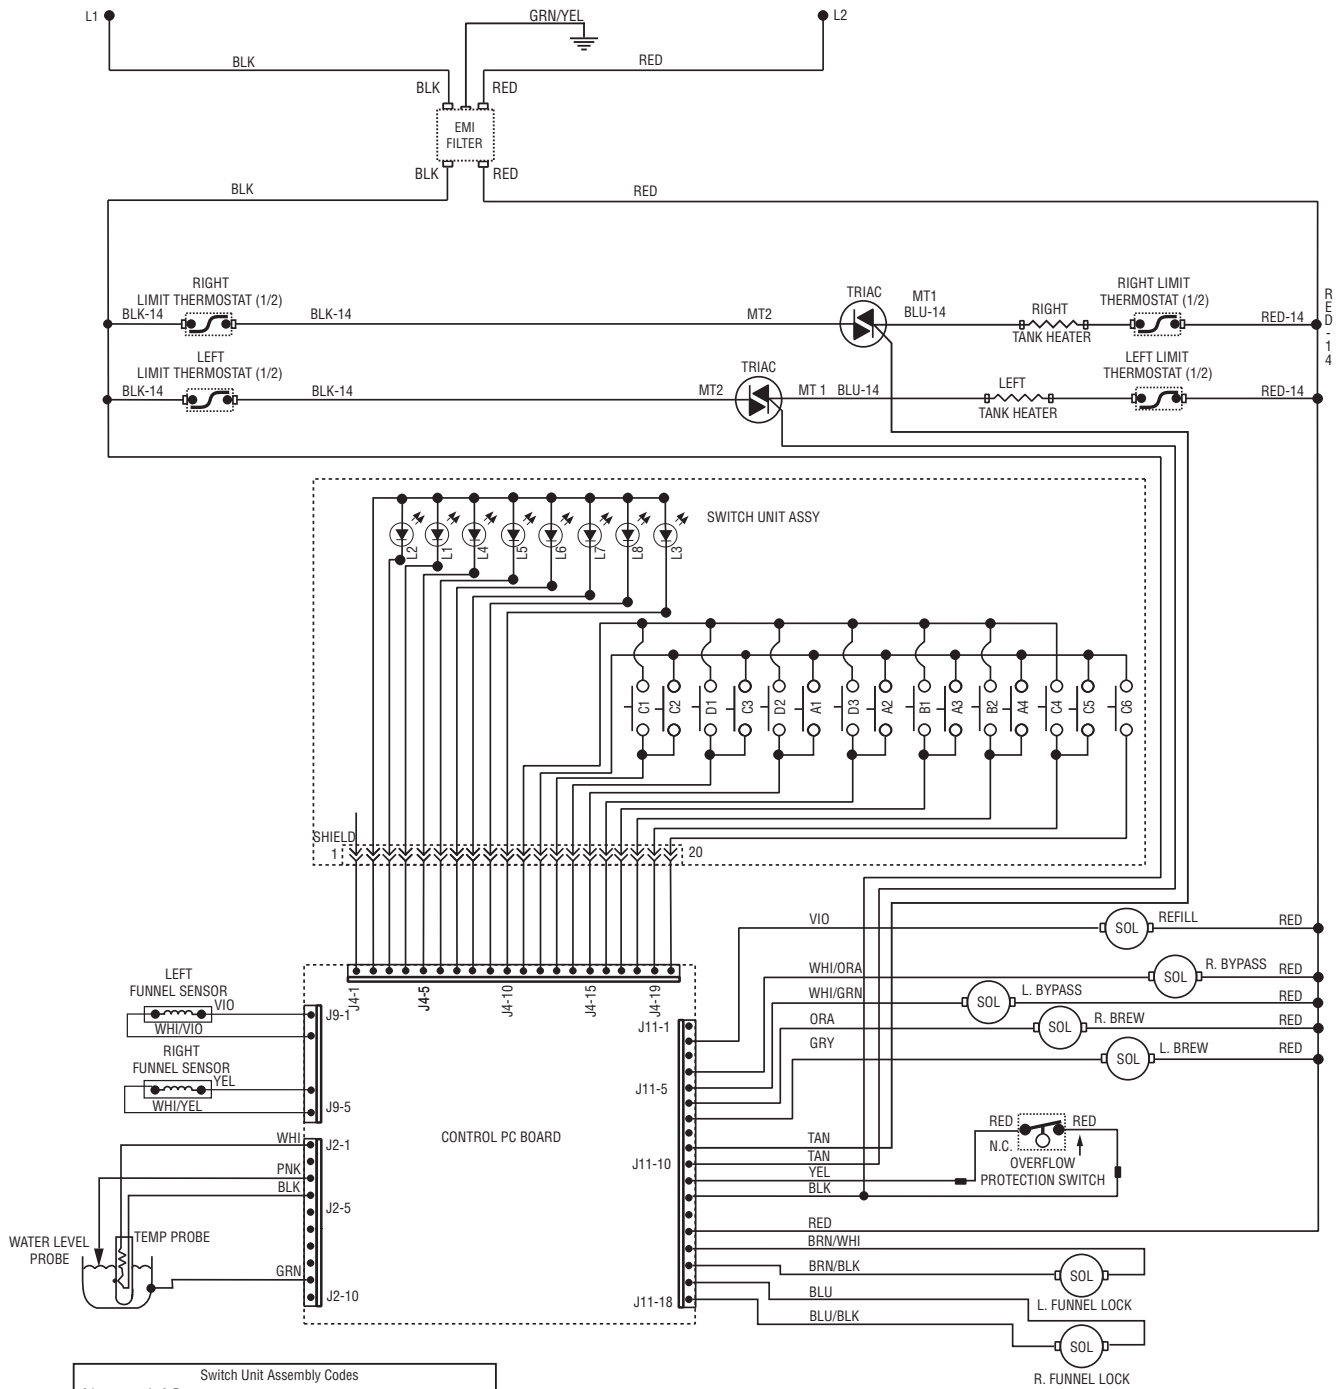 L1
GRN/YEL
L2
BLK
RED
BLK
RED
EMI
FILTER
BLK
RED
BLK
RED
RIGHT
LIMIT THERMOSTAT (1/2)
BLK-14
BLK-14
MT2
TRIAC
MT1
BLU-14
RIGHT
TANK HEATER
RIGHT LIMIT
THERMOSTAT (1/2)
RED-14
RED-14
LEFT
LIMIT THERMOSTAT (1/2)
BLK-14
BLK-14
MT2
TRIAC
MT 1
BLU-14
LEFT
TANK HEATER
LEFT LIMIT
THERMOSTAT (1/2)
RED-14
SWITCH UNIT ASSY
L2
L1
L4
L5
L6
L7
L8
L3
C1
C2
D1
C3
D2
A1
D3
A2
B1
A3
B2
A4
C4
C5
C6
SHIELD
1
20
J4-1
J4-5
J4-10
J4-15
J4-19
VIO
SOL
REFILL
RED
WHI/ORA
SOL
R. BYPASS
RED
WHI/GRN
SOL
L. BYPASS
RED
ORA
SOL
R. BREW
RED
GRY
SOL
L. BREW
RED
LEFT
FUNNEL SENSOR
VIO
WHI/VIO
RIGHT
FUNNEL SENSOR
YEL
WHI/YEL
J9-1
J9-5
J11-1
J11-5
J11-10
J11-18
CONTROL PC BOARD
WHI
J2-1
PNK
BLK
J2-5
GRN
J2-10
WATER LEVEL
PROBE
TEMP PROBE
TAN
TAN
YEL
BLK
RED
N.C.
RED
OVERFLOW
PROTECTION SWITCH
RED
BRN/WHI
BRN/BLK
SOL
L. FUNNEL LOCK
BLU
BLU/BLK
SOL
R. FUNNEL LOCK
Switch Unit Assembly Codes